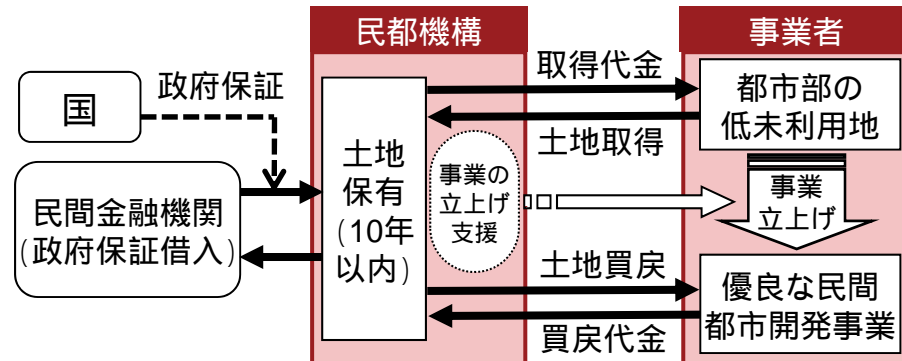 民都機構
事業者
国
政府保証
民間金融機関
(政府保証借入)
土地
保有
(10年
以内)
事業の
立上げ
支援
取得代金
土地取得
土地買戻
買戻代金
都市部の
低未利用地
事業
立上げ
優良な民間
都市開発事業